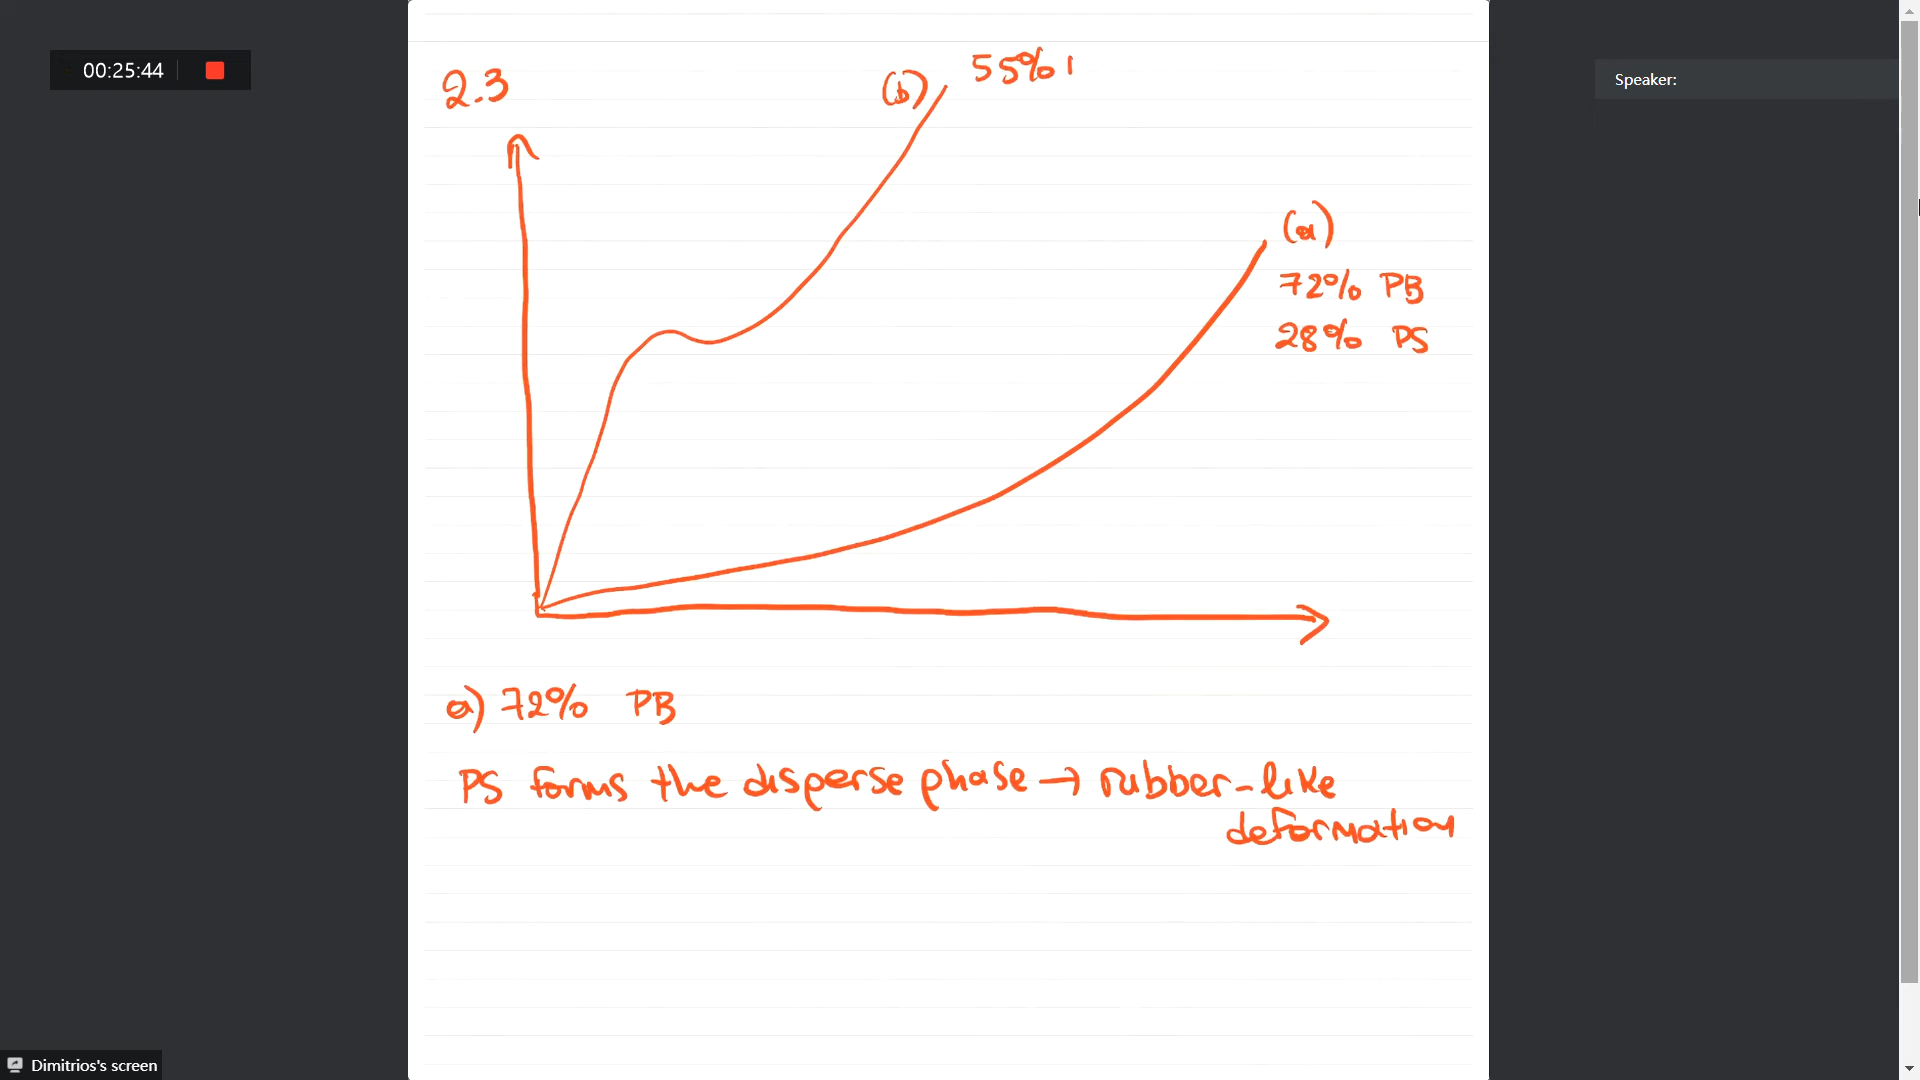 00:25:44
Speaker:
2.3
(b) 55%
(a)
72% PB
28% PS
a) 72% PB
PS forms the disperse phase → rubber-like
deformation
Dimitrios's screen